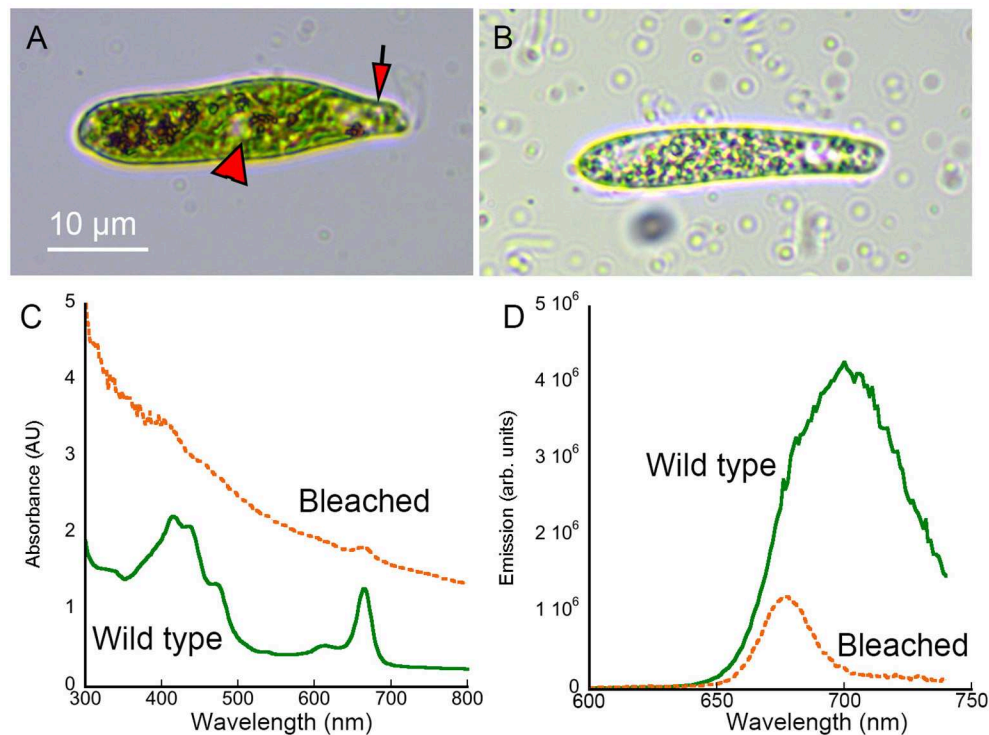 A
B
10 µm
C
5
4
3
2
1
0
Absorbance (AU)
Bleached
Wild type
300
400
500
600
700
800
Wavelength (nm)
D
5 10⁶
4 10⁶
3 10⁶
2 10⁶
1 10⁶
0
Emission (arb. units)
Wild type
Bleached
600
650
700
750
Wavelength (nm)